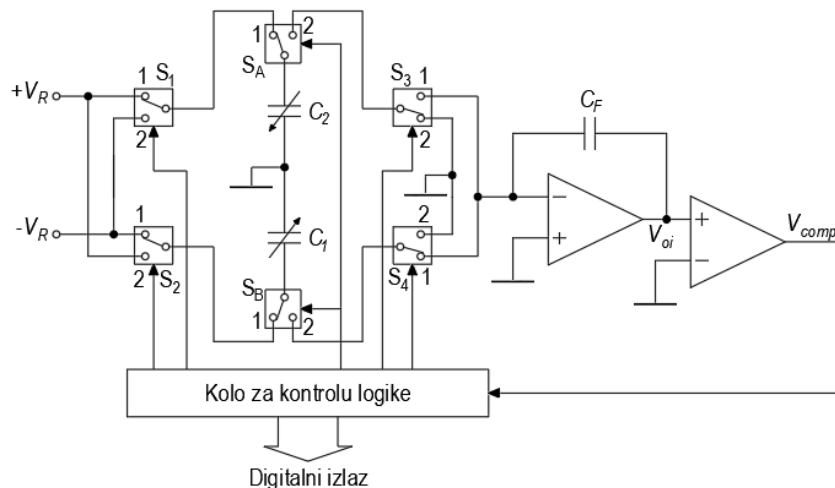 1 S_A 2
+V_R
1 S_1
2
C_2
S_3 1
2
C_F
-V_R
1
2 S_2
C_1
2
S_4 1
S_B
1 2
−
+
V_oi
+
−
V_comp
Kolo za kontrolu logike
Digitalni izlaz